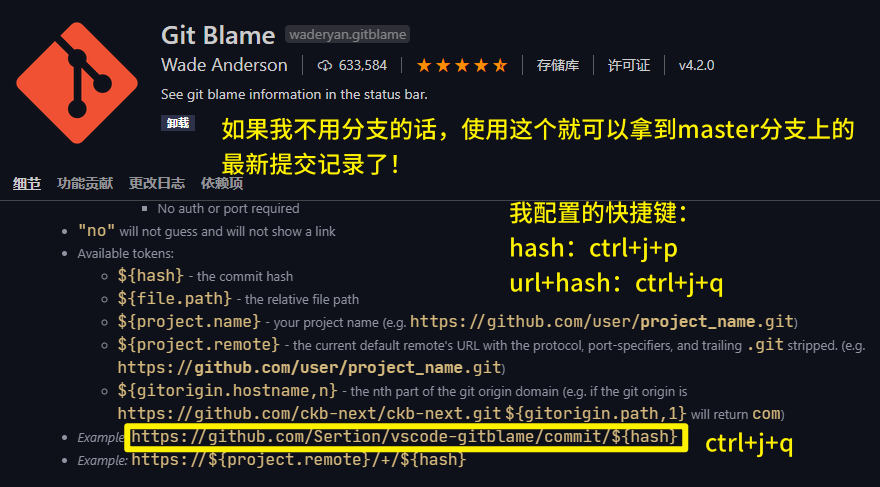 Git Blame waderyan.gitblame
Wade Anderson 633,584 存储库 许可证 v4.2.0
See git blame information in the status bar.
卸载
如果我不用分支的话，使用这个就可以拿到master分支上的
最新提交记录了！
细节 功能贡献 更改日志 依赖项
No auth or port required
我配置的快捷键：
"no" will not guess and will not show a link
hash：ctrl+j+p
Available tokens:
${hash} - the commit hash
url+hash：ctrl+j+q
${file.path} - the relative file path
${project.name} - your project name (e.g. https://github.com/user/project_name.git)
${project.remote} - the current default remote's URL with the protocol, port-specifiers, and trailing .git stripped. (e.g.
https://github.com/user/project_name.git)
${gitorigin.hostname,n} - the nth part of the git origin domain (e.g. if the git origin is
https://github.com/ckb-next/ckb-next.git ${gitorigin.path,1} will return com)
Example: https://github.com/Sertion/vscode-gitblame/commit/${hash} ctrl+j+q
Example: https://${project.remote}/+/${hash}